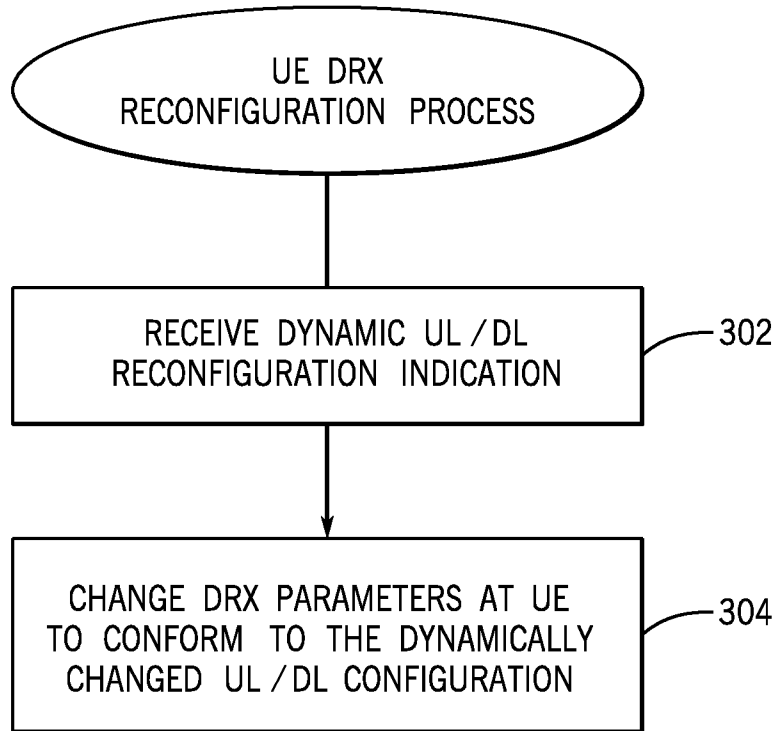 UE DRX
RECONFIGURATION PROCESS
RECEIVE DYNAMIC UL/DL
RECONFIGURATION INDICATION
302
CHANGE DRX PARAMETERS AT UE
TO CONFORM TO THE DYNAMICALLY
CHANGED UL/DL CONFIGURATION
304